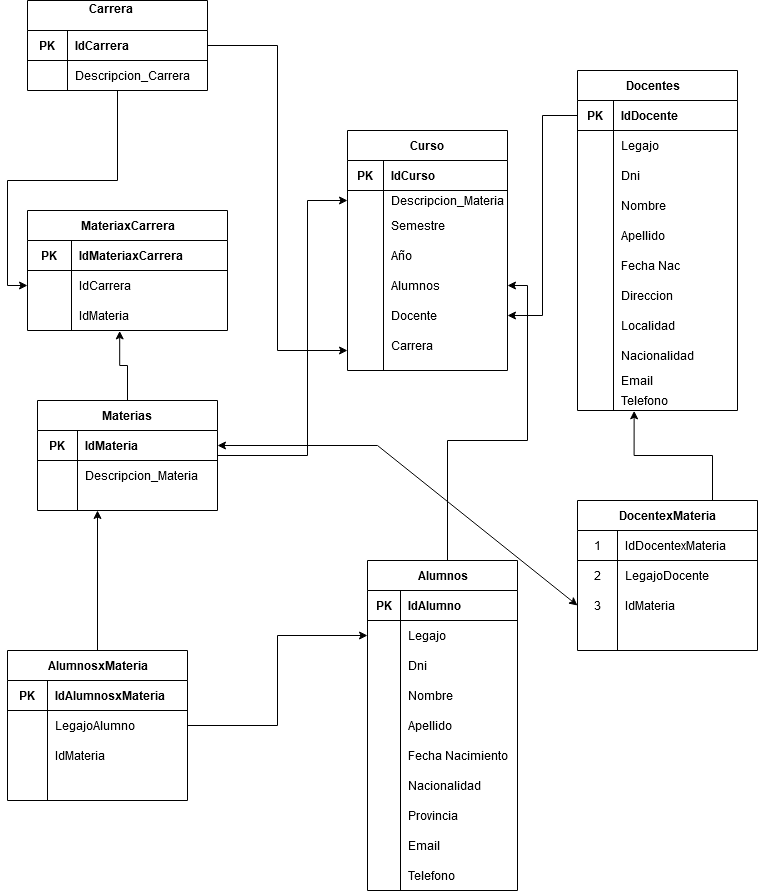 Carrera
PK IdCarrera
Descripcion_Carrera
MateriaxCarrera
PK IdMateriaxCarrera
IdCarrera
IdMateria
Materias
PK IdMateria
Descripcion_Materia
AlumnosxMateria
PK IdAlumnosxMateria
LegajoAlumno
IdMateria
Curso
PK IdCurso
Descripcion_Materia
Semestre
Año
Alumnos
Docente
Carrera
Alumnos
PK IdAlumno
Legajo
Dni
Nombre
Apellido
Fecha Nacimiento
Nacionalidad
Provincia
Email
Telefono
Docentes
PK IdDocente
Legajo
Dni
Nombre
Apellido
Fecha Nac
Direccion
Localidad
Nacionalidad
Email
Telefono
DocentexMateria
1 IdDocentexMateria
2 LegajoDocente
3 IdMateria